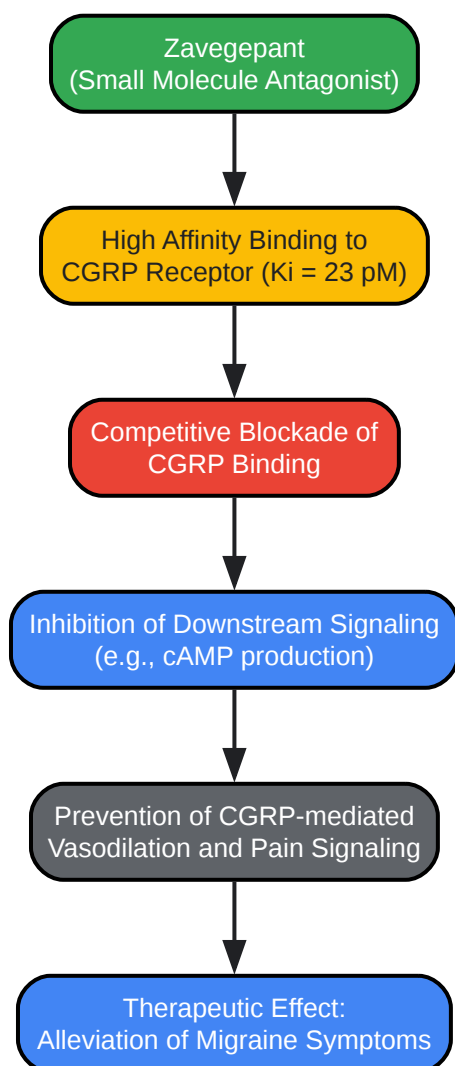 Zavegepant
(Small Molecule Antagonist)
High Affinity Binding to
CGRP Receptor (Ki = 23 pM)
Competitive Blockade of
CGRP Binding
Inhibition of Downstream Signaling
(e.g., cAMP production)
Prevention of CGRP-mediated
Vasodilation and Pain Signaling
Therapeutic Effect:
Alleviation of Migraine Symptoms